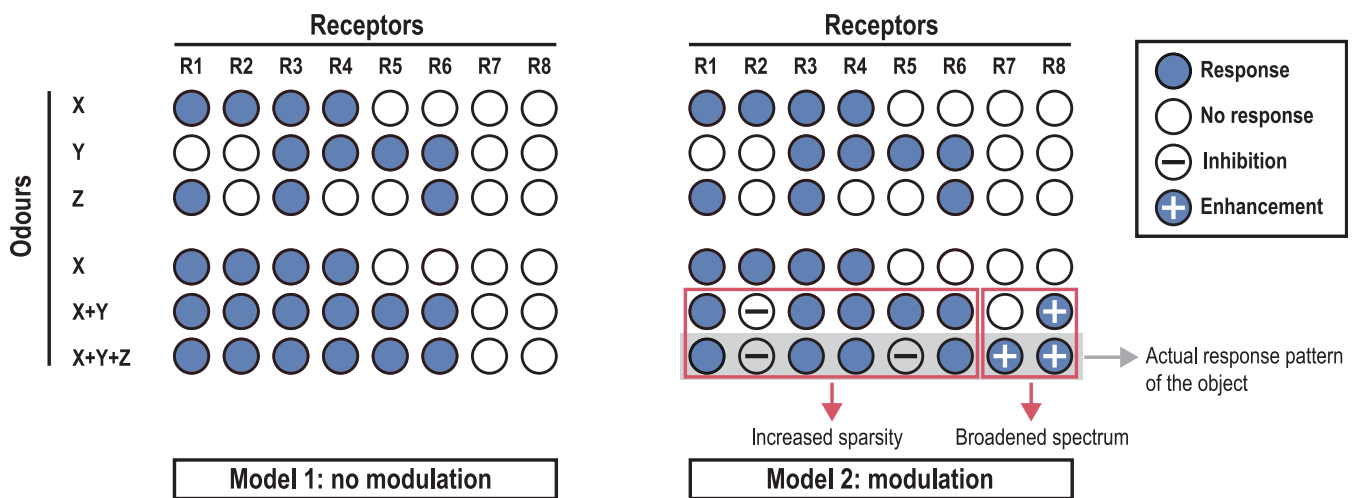 Receptors
R1 R2 R3 R4 R5 R6 R7 R8
Odours
X
Y
Z
X
X+Y
X+Y+Z
Model 1: no modulation
Receptors
R1 R2 R3 R4 R5 R6 R7 R8
Increased sparsity
Broadened spectrum
Actual response pattern
of the object
Model 2: modulation
Response
No response
Inhibition
Enhancement